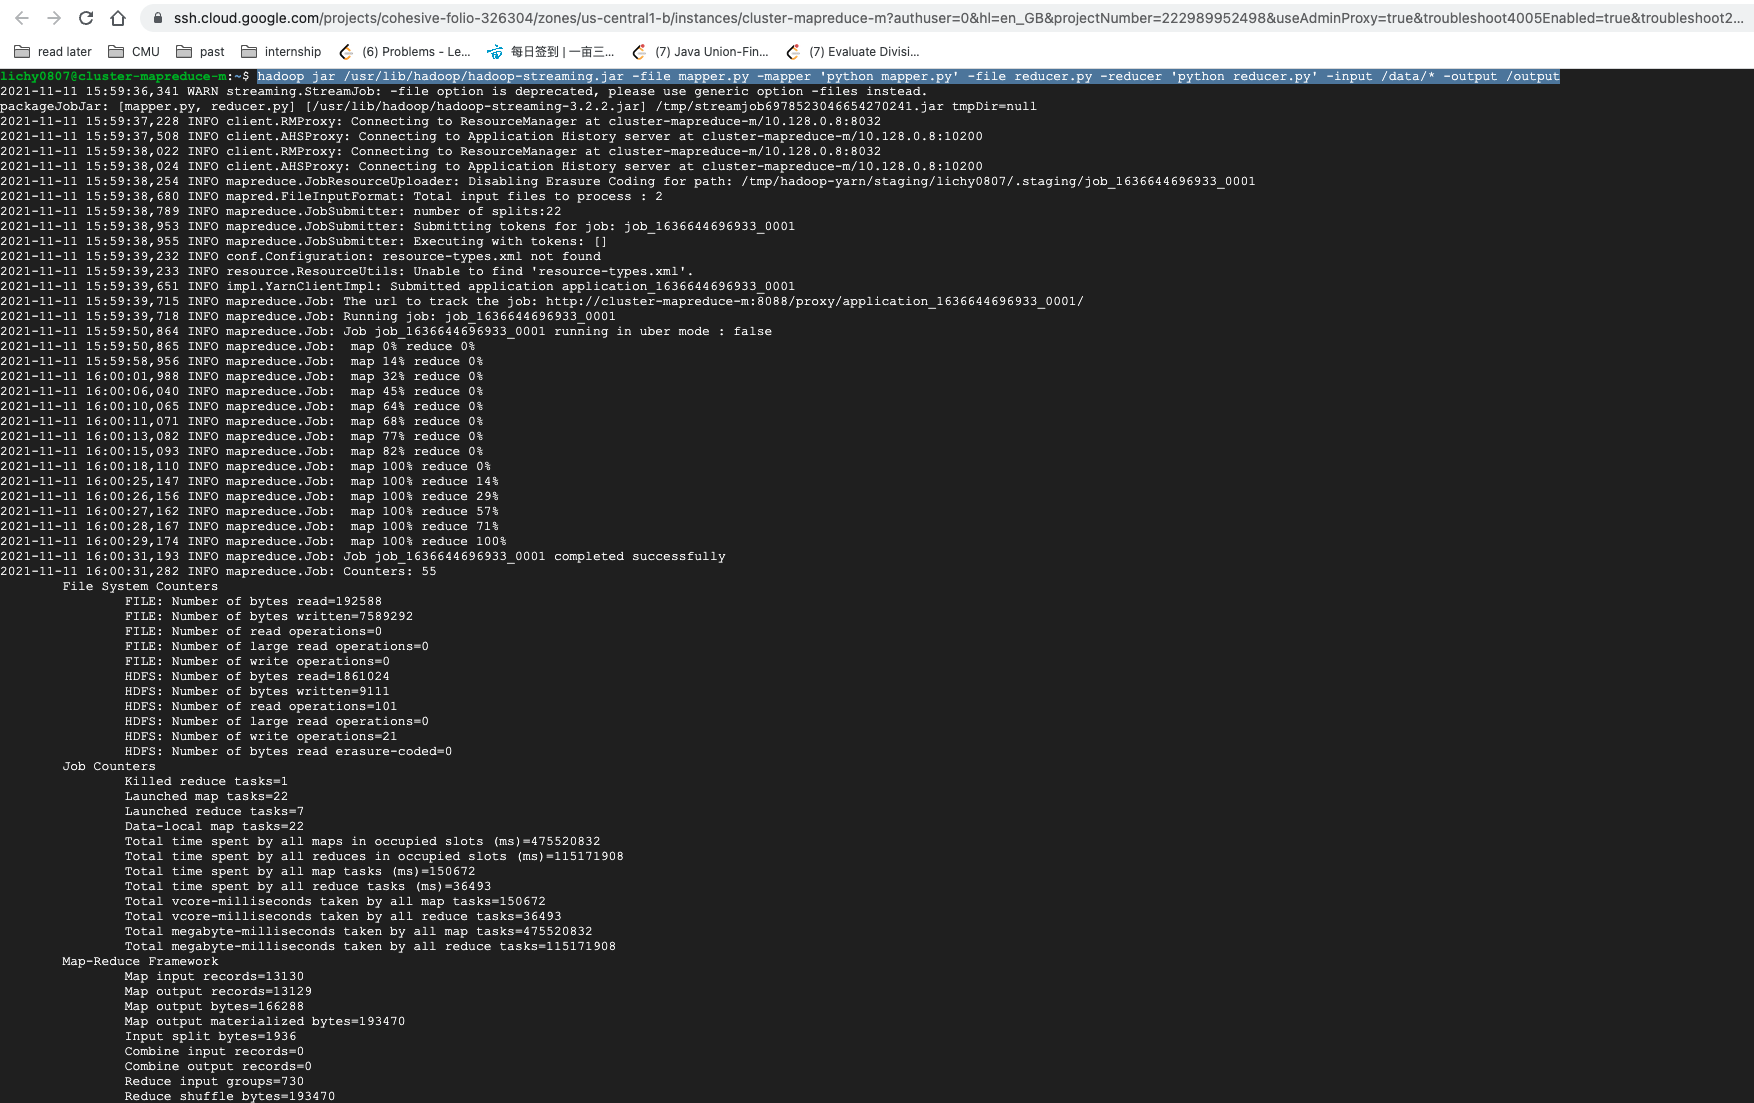 ssh.cloud.google.com/projects/cohesive-folio-326304/zones/us-central1-b/instances/cluster-mapreduce-m?authuser=0&hl=en_GB&projectNumber=222989952498&useAdminProxy=true&troubleshoot4005Enabled=true&troubleshoot2...
read later CMU past internship (6) Problems - Le... 每日签到 | 一亩三... (7) Java Union-Fin... (7) Evaluate Divisi...
lichy0807@cluster-mapreduce-m:~$ hadoop jar /usr/lib/hadoop/hadoop-streaming.jar -file mapper.py -mapper 'python mapper.py' -file reducer.py -reducer 'python reducer.py' -input /data/* -output /output
2021-11-11 15:59:36,341 WARN streaming.StreamJob: -file option is deprecated, please use generic option -files instead.
packageJobJar: [mapper.py, reducer.py] [/usr/lib/hadoop/hadoop-streaming-3.2.2.jar] /tmp/streamjob6978523046654270241.jar tmpDir=null
2021-11-11 15:59:37,228 INFO client.RMProxy: Connecting to ResourceManager at cluster-mapreduce-m/10.128.0.8:8032
2021-11-11 15:59:37,508 INFO client.AHSProxy: Connecting to Application History server at cluster-mapreduce-m/10.128.0.8:10200
2021-11-11 15:59:38,022 INFO client.RMProxy: Connecting to ResourceManager at cluster-mapreduce-m/10.128.0.8:8032
2021-11-11 15:59:38,024 INFO client.AHSProxy: Connecting to Application History server at cluster-mapreduce-m/10.128.0.8:10200
2021-11-11 15:59:38,254 INFO mapreduce.JobResourceUploader: Disabling Erasure Coding for path: /tmp/hadoop-yarn/staging/lichy0807/.staging/job_1636644696933_0001
2021-11-11 15:59:38,680 INFO mapred.FileInputFormat: Total input files to process : 2
2021-11-11 15:59:38,789 INFO mapreduce.JobSubmitter: number of splits:22
2021-11-11 15:59:38,953 INFO mapreduce.JobSubmitter: Submitting tokens for job: job_1636644696933_0001
2021-11-11 15:59:38,955 INFO mapreduce.JobSubmitter: Executing with tokens: []
2021-11-11 15:59:39,232 INFO conf.Configuration: resource-types.xml not found
2021-11-11 15:59:39,233 INFO resource.ResourceUtils: Unable to find 'resource-types.xml'.
2021-11-11 15:59:39,651 INFO impl.YarnClientImpl: Submitted application application_1636644696933_0001
2021-11-11 15:59:39,715 INFO mapreduce.Job: The url to track the job: http://cluster-mapreduce-m:8088/proxy/application_1636644696933_0001/
2021-11-11 15:59:39,718 INFO mapreduce.Job: Running job: job_1636644696933_0001
2021-11-11 15:59:50,864 INFO mapreduce.Job: Job job_1636644696933_0001 running in uber mode : false
2021-11-11 15:59:50,865 INFO mapreduce.Job:  map 0% reduce 0%
2021-11-11 15:59:58,956 INFO mapreduce.Job:  map 14% reduce 0%
2021-11-11 16:00:01,988 INFO mapreduce.Job:  map 32% reduce 0%
2021-11-11 16:00:06,040 INFO mapreduce.Job:  map 45% reduce 0%
2021-11-11 16:00:10,065 INFO mapreduce.Job:  map 64% reduce 0%
2021-11-11 16:00:11,071 INFO mapreduce.Job:  map 68% reduce 0%
2021-11-11 16:00:13,082 INFO mapreduce.Job:  map 77% reduce 0%
2021-11-11 16:00:15,093 INFO mapreduce.Job:  map 82% reduce 0%
2021-11-11 16:00:18,110 INFO mapreduce.Job:  map 100% reduce 0%
2021-11-11 16:00:25,147 INFO mapreduce.Job:  map 100% reduce 14%
2021-11-11 16:00:26,156 INFO mapreduce.Job:  map 100% reduce 29%
2021-11-11 16:00:27,162 INFO mapreduce.Job:  map 100% reduce 57%
2021-11-11 16:00:28,167 INFO mapreduce.Job:  map 100% reduce 71%
2021-11-11 16:00:29,174 INFO mapreduce.Job:  map 100% reduce 100%
2021-11-11 16:00:31,193 INFO mapreduce.Job: Job job_1636644696933_0001 completed successfully
2021-11-11 16:00:31,282 INFO mapreduce.Job: Counters: 55
File System Counters
FILE: Number of bytes read=192588
FILE: Number of bytes written=7589292
FILE: Number of read operations=0
FILE: Number of large read operations=0
FILE: Number of write operations=0
HDFS: Number of bytes read=1861024
HDFS: Number of bytes written=9111
HDFS: Number of read operations=101
HDFS: Number of large read operations=0
HDFS: Number of write operations=21
HDFS: Number of bytes read erasure-coded=0
Job Counters
Killed reduce tasks=1
Launched map tasks=22
Launched reduce tasks=7
Data-local map tasks=22
Total time spent by all maps in occupied slots (ms)=475520832
Total time spent by all reduces in occupied slots (ms)=115171908
Total time spent by all map tasks (ms)=150672
Total time spent by all reduce tasks (ms)=36493
Total vcore-milliseconds taken by all map tasks=150672
Total vcore-milliseconds taken by all reduce tasks=36493
Total megabyte-milliseconds taken by all map tasks=475520832
Total megabyte-milliseconds taken by all reduce tasks=115171908
Map-Reduce Framework
Map input records=13130
Map output records=13129
Map output bytes=166288
Map output materialized bytes=193470
Input split bytes=1936
Combine input records=0
Combine output records=0
Reduce input groups=730
Reduce shuffle bytes=193470